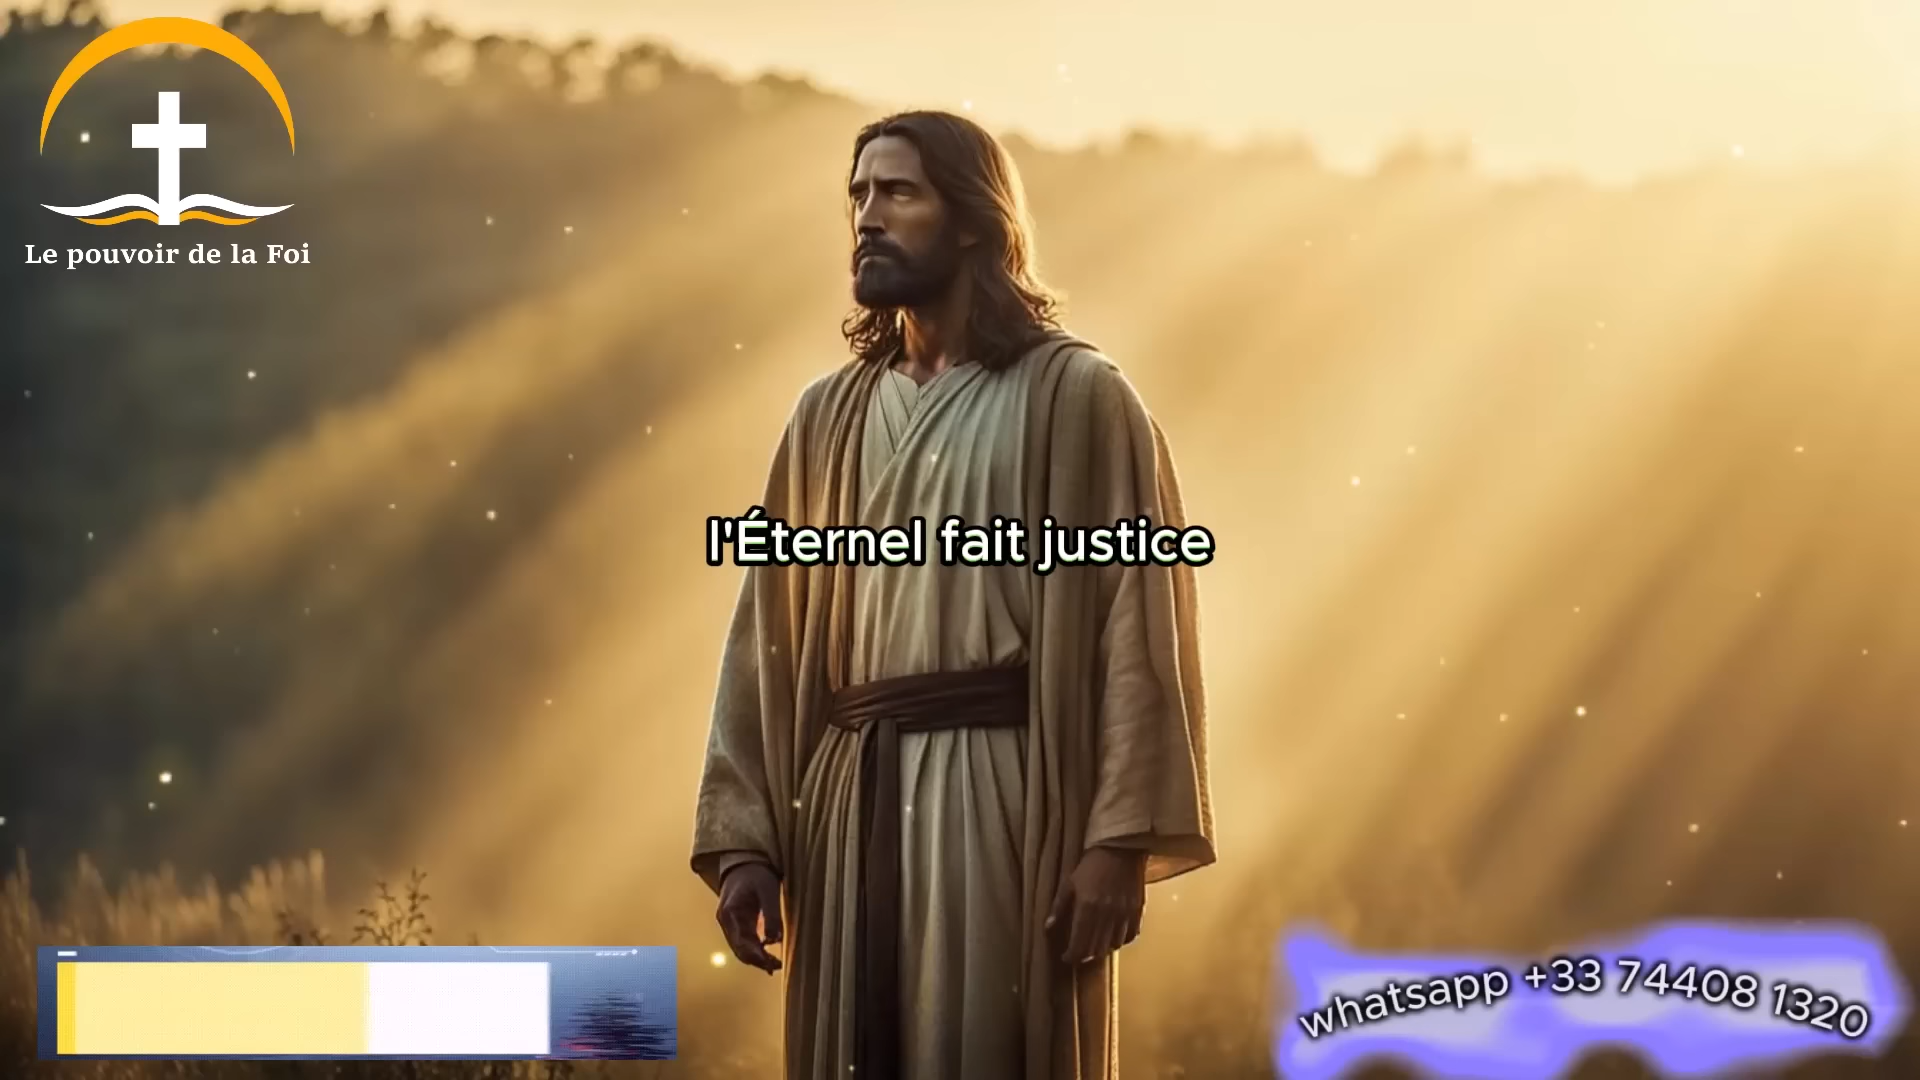 Le pouvoir de la Foi
l'Éternel fait justice
whatsapp +33 74408 1320